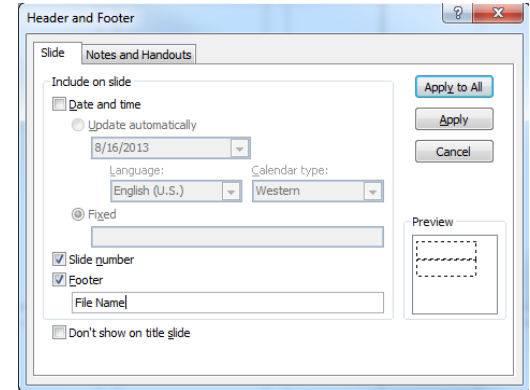 Header and Footer
Slide Notes and Handouts
Include on slide
Date and time
Update automatically
8/16/2013
Language: Calendar type:
English (U.S.) Western
Fixed
Slide number
Footer
File Name
Don't show on title slide
Apply to All
Apply
Cancel
Preview